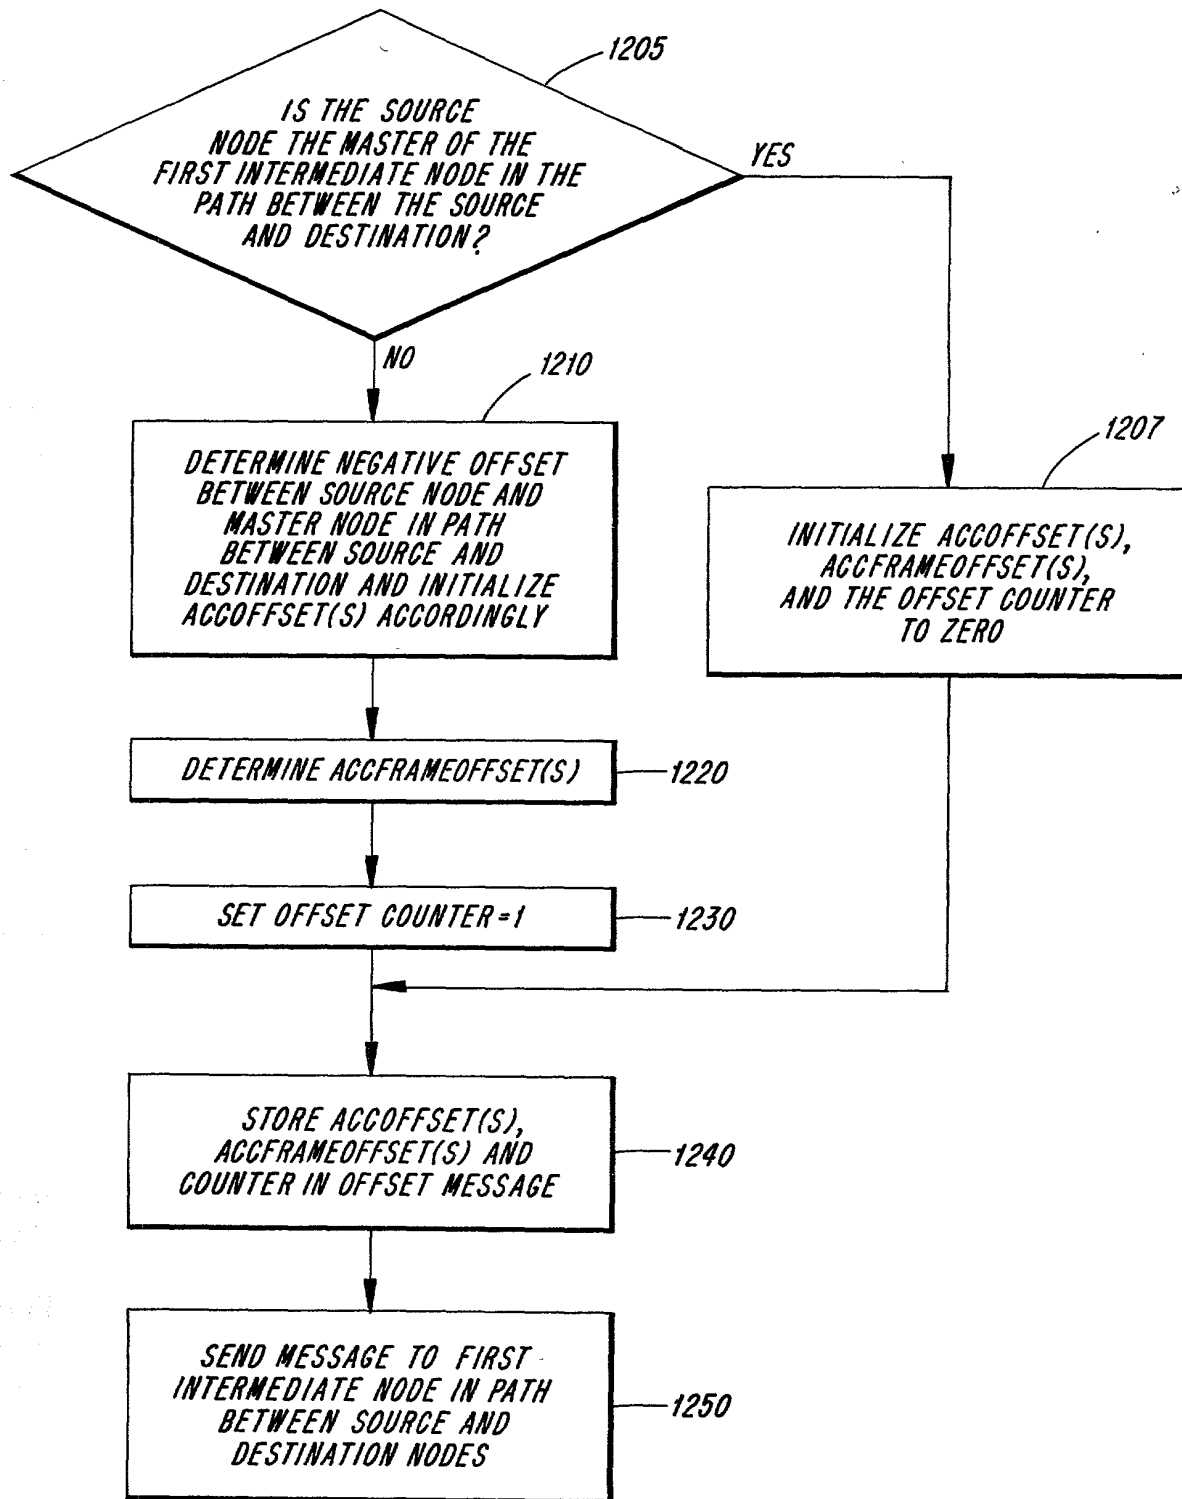 1205
IS THE SOURCE
NODE THE MASTER OF THE
FIRST INTERMEDIATE NODE IN THE
PATH BETWEEN THE SOURCE
AND DESTINATION?
YES
NO
1210
DETERMINE NEGATIVE OFFSET
BETWEEN SOURCE NODE AND
MASTER NODE IN PATH
BETWEEN SOURCE AND
DESTINATION AND INITIALIZE
ACCOFFSET(S) ACCORDINGLY
1207
INITIALIZE ACCOFFSET(S),
ACCFRAMEOFFSET(S),
AND THE OFFSET COUNTER
TO ZERO
DETERMINE ACCFRAMEOFFSET(S)
1220
SET OFFSET COUNTER=1
1230
STORE ACCOFFSET(S),
ACCFRAMEOFFSET(S) AND
COUNTER IN OFFSET MESSAGE
1240
SEND MESSAGE TO FIRST
INTERMEDIATE NODE IN PATH
BETWEEN SOURCE AND
DESTINATION NODES
1250